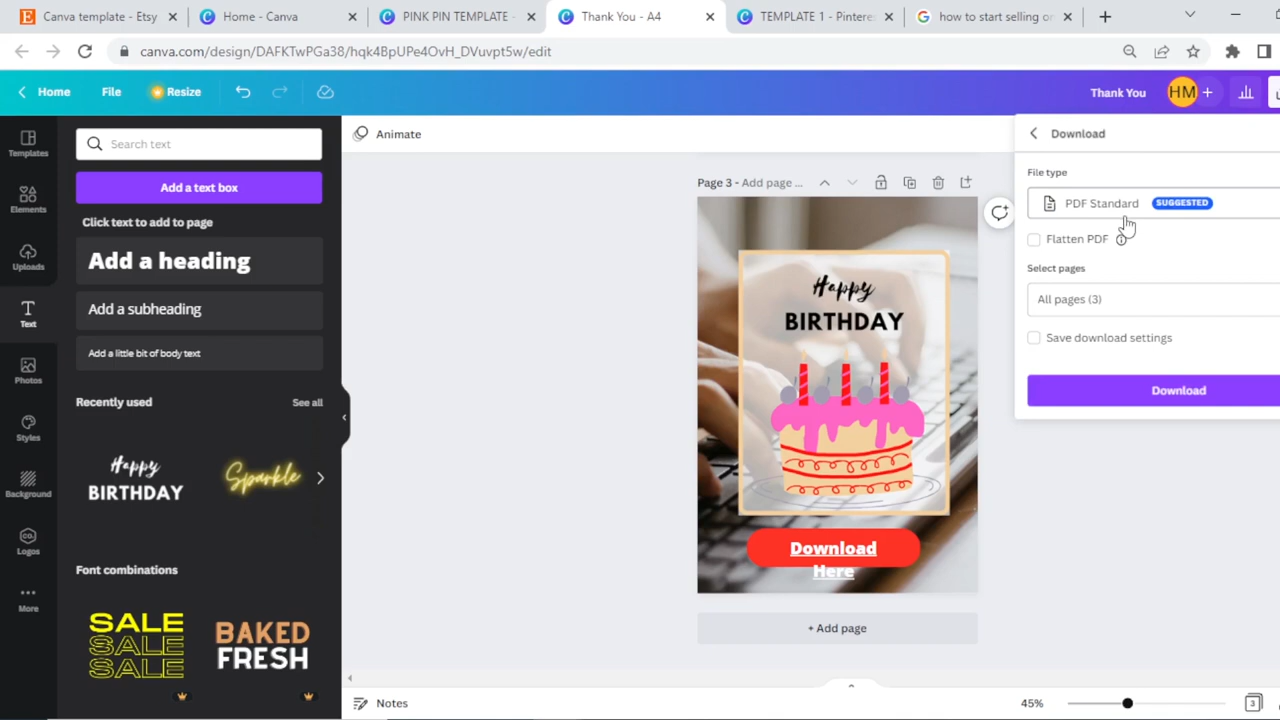 Canva template - Etsy
Home - Canva
PINK PIN TEMPLATE -
Thank You - A4
TEMPLATE 1 - Pinteres
how to start selling on
canva.com/design/DAFKTwPGa38/hqk4BpUPe4OvH_DVuvpt5w/edit
Home
File
Resize
Thank You
HM
Templates
Elements
Uploads
Text
Photos
Styles
Background
Logos
More
Search text
Add a text box
Click text to add to page
Add a heading
Add a subheading
Add a little bit of body text
Recently used
See all
Happy
BIRTHDAY
Sparkle
Font combinations
SALE
SALE
SALE
BAKED
FRESH
Animate
Page 3 - Add page ...
Happy
BIRTHDAY
Download
Here
+ Add page
Notes
45%
3
Download
File type
PDF Standard SUGGESTED
Flatten PDF
Select pages
All pages (3)
Save download settings
Download